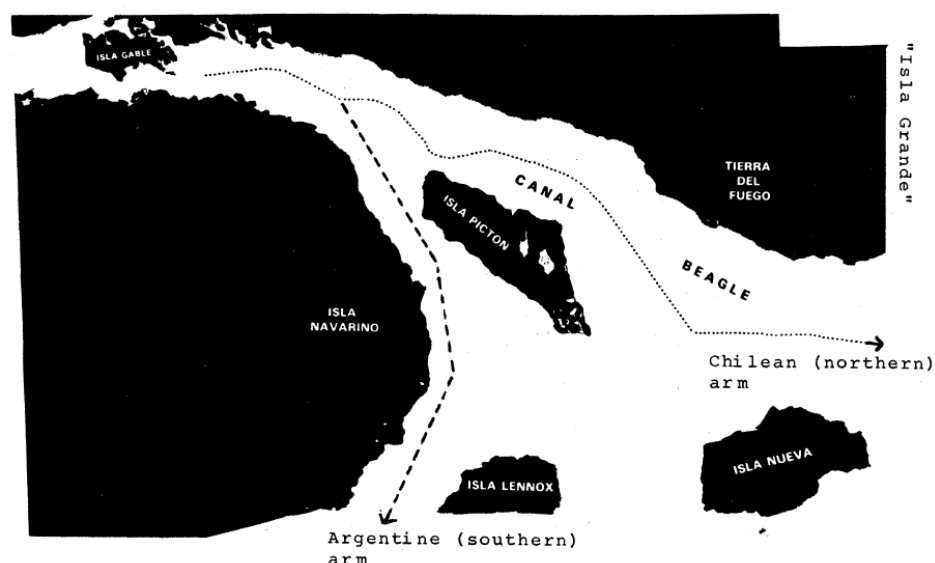 ISLA GABLE
"Isla Grande"
TIERRA
DEL
FUEGO
CANAL
ISLA PICTON
BEAGLE
ISLA
NAVARINO
Chilean (northern)
arm
ISLA NUEVA
ISLA LENNOX
Argentine (southern)
arm